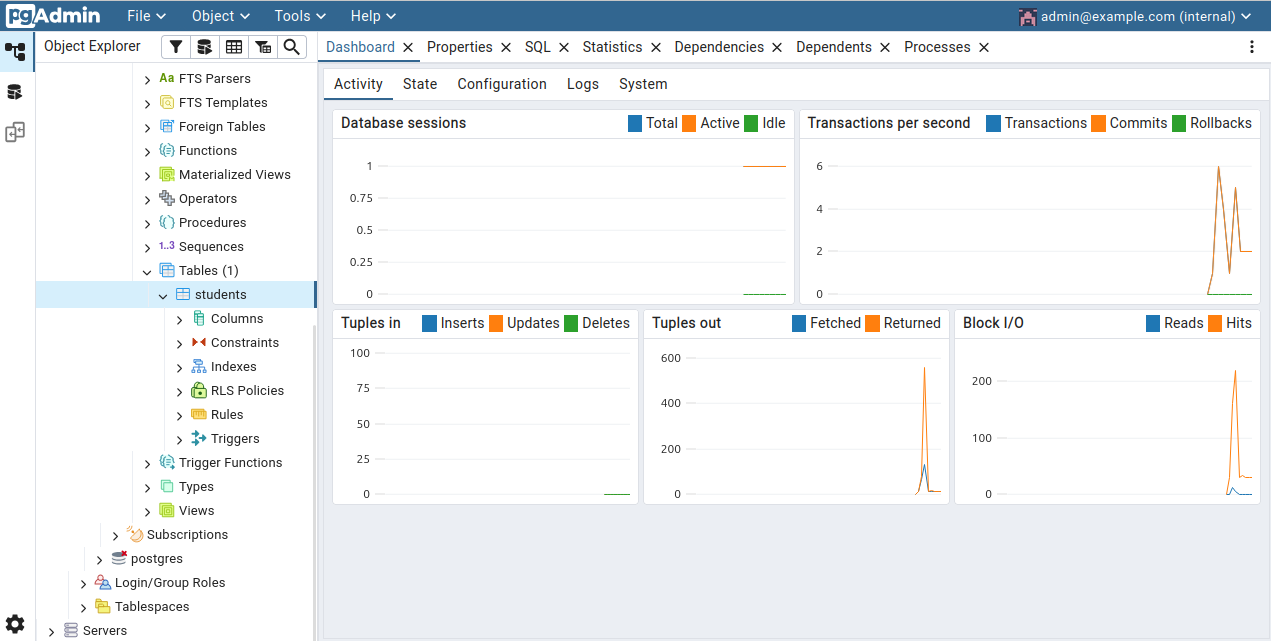 pgAdmin File Object Tools Help admin@example.com (internal)
Object Explorer
Dashboard Properties SQL Statistics Dependencies Dependents Processes
Activity State Configuration Logs System
Aa FTS Parsers
FTS Templates
Foreign Tables
Functions
Materialized Views
Operators
Procedures
1..3 Sequences
Tables (1)
students
Columns
Constraints
Indexes
RLS Policies
Rules
Triggers
Trigger Functions
Types
Views
Subscriptions
postgres
Login/Group Roles
Tablespaces
Servers
Database sessions Total Active Idle
1
0.75
0.5
0.25
0
Transactions per second Transactions Commits Rollbacks
6
4
2
0
Tuples in Inserts Updates Deletes
100
75
50
25
0
Tuples out Fetched Returned
600
400
200
0
Block I/O Reads Hits
200
100
0